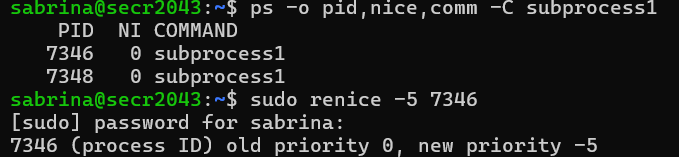 sabrina@secr2043:~$ ps -o pid,nice,comm -C subprocess1
    PID  NI COMMAND
   7346   0 subprocess1
   7348   0 subprocess1
sabrina@secr2043:~$ sudo renice -5 7346
[sudo] password for sabrina:
7346 (process ID) old priority 0, new priority -5